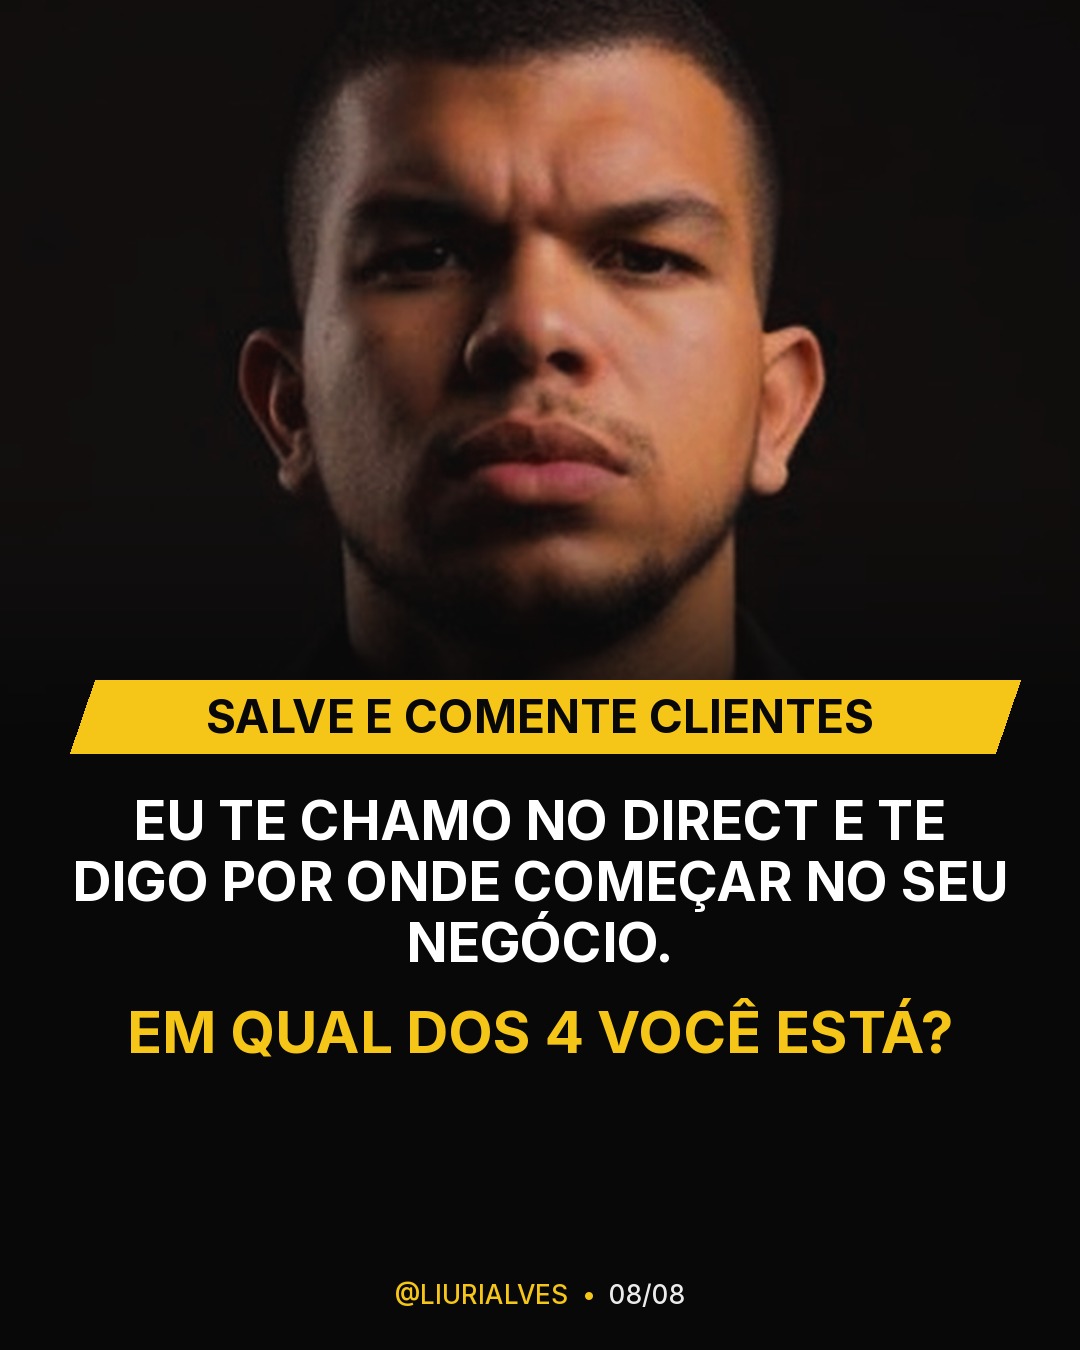 SALVE E COMENTE CLIENTES
EU TE CHAMO NO DIRECT E TE
DIGO POR ONDE COMEÇAR NO SEU
NEGÓCIO.
EM QUAL DOS 4 VOCÊ ESTÁ?
@LIURIALVES • 08/08